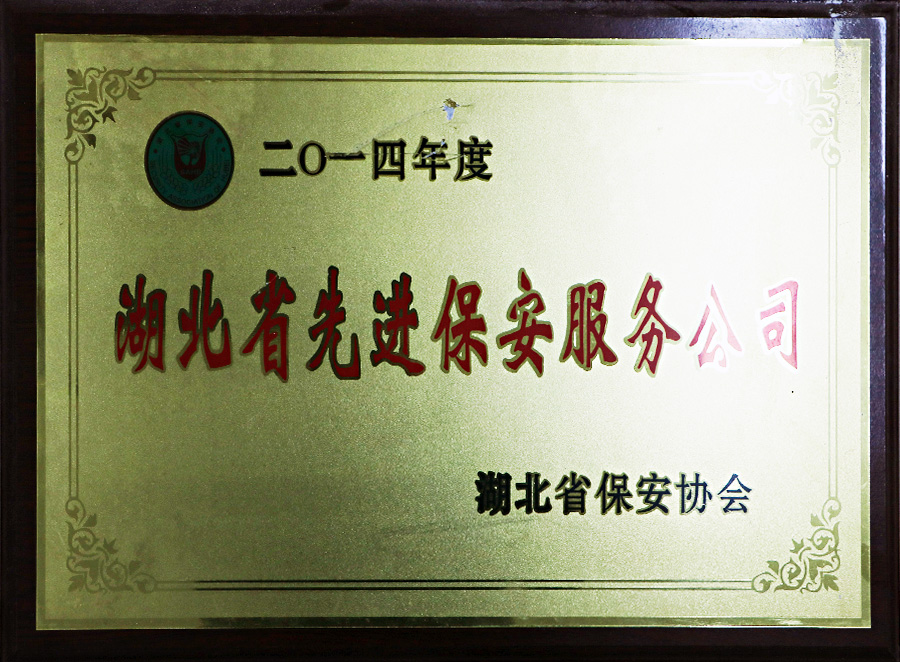 二〇一四年度
湖北省先进保安服务公司
湖北省保安协会